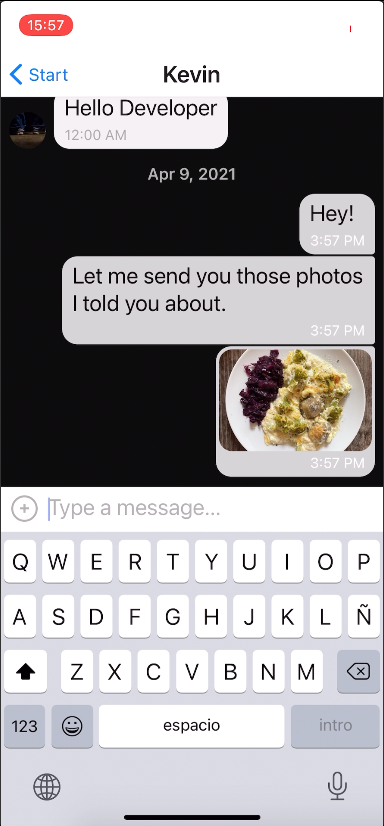 15:57
Start
Kevin
Hello Developer
12:00 AM
Apr 9, 2021
Hey!
3:57 PM
Let me send you those photos
I told you about.
3:57 PM
3:57 PM
Type a message...
Q W E R T Y U I O P
A S D F G H J K L Ñ
Z X C V B N M
123 espacio intro